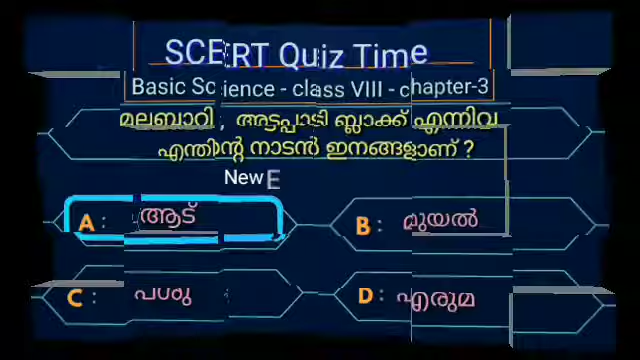 SCERT Quiz Time
Basic Science - class VIII - chapter-3
മലബാറി , അട്ടപ്പാടി ബ്ലാക്ക് എന്നിവ
എന്തിന്റ നാടൻ ഇനങ്ങളാണ് ?
New E
A : ആട്
B : മുയൽ
C : പശു
D : എരുമ